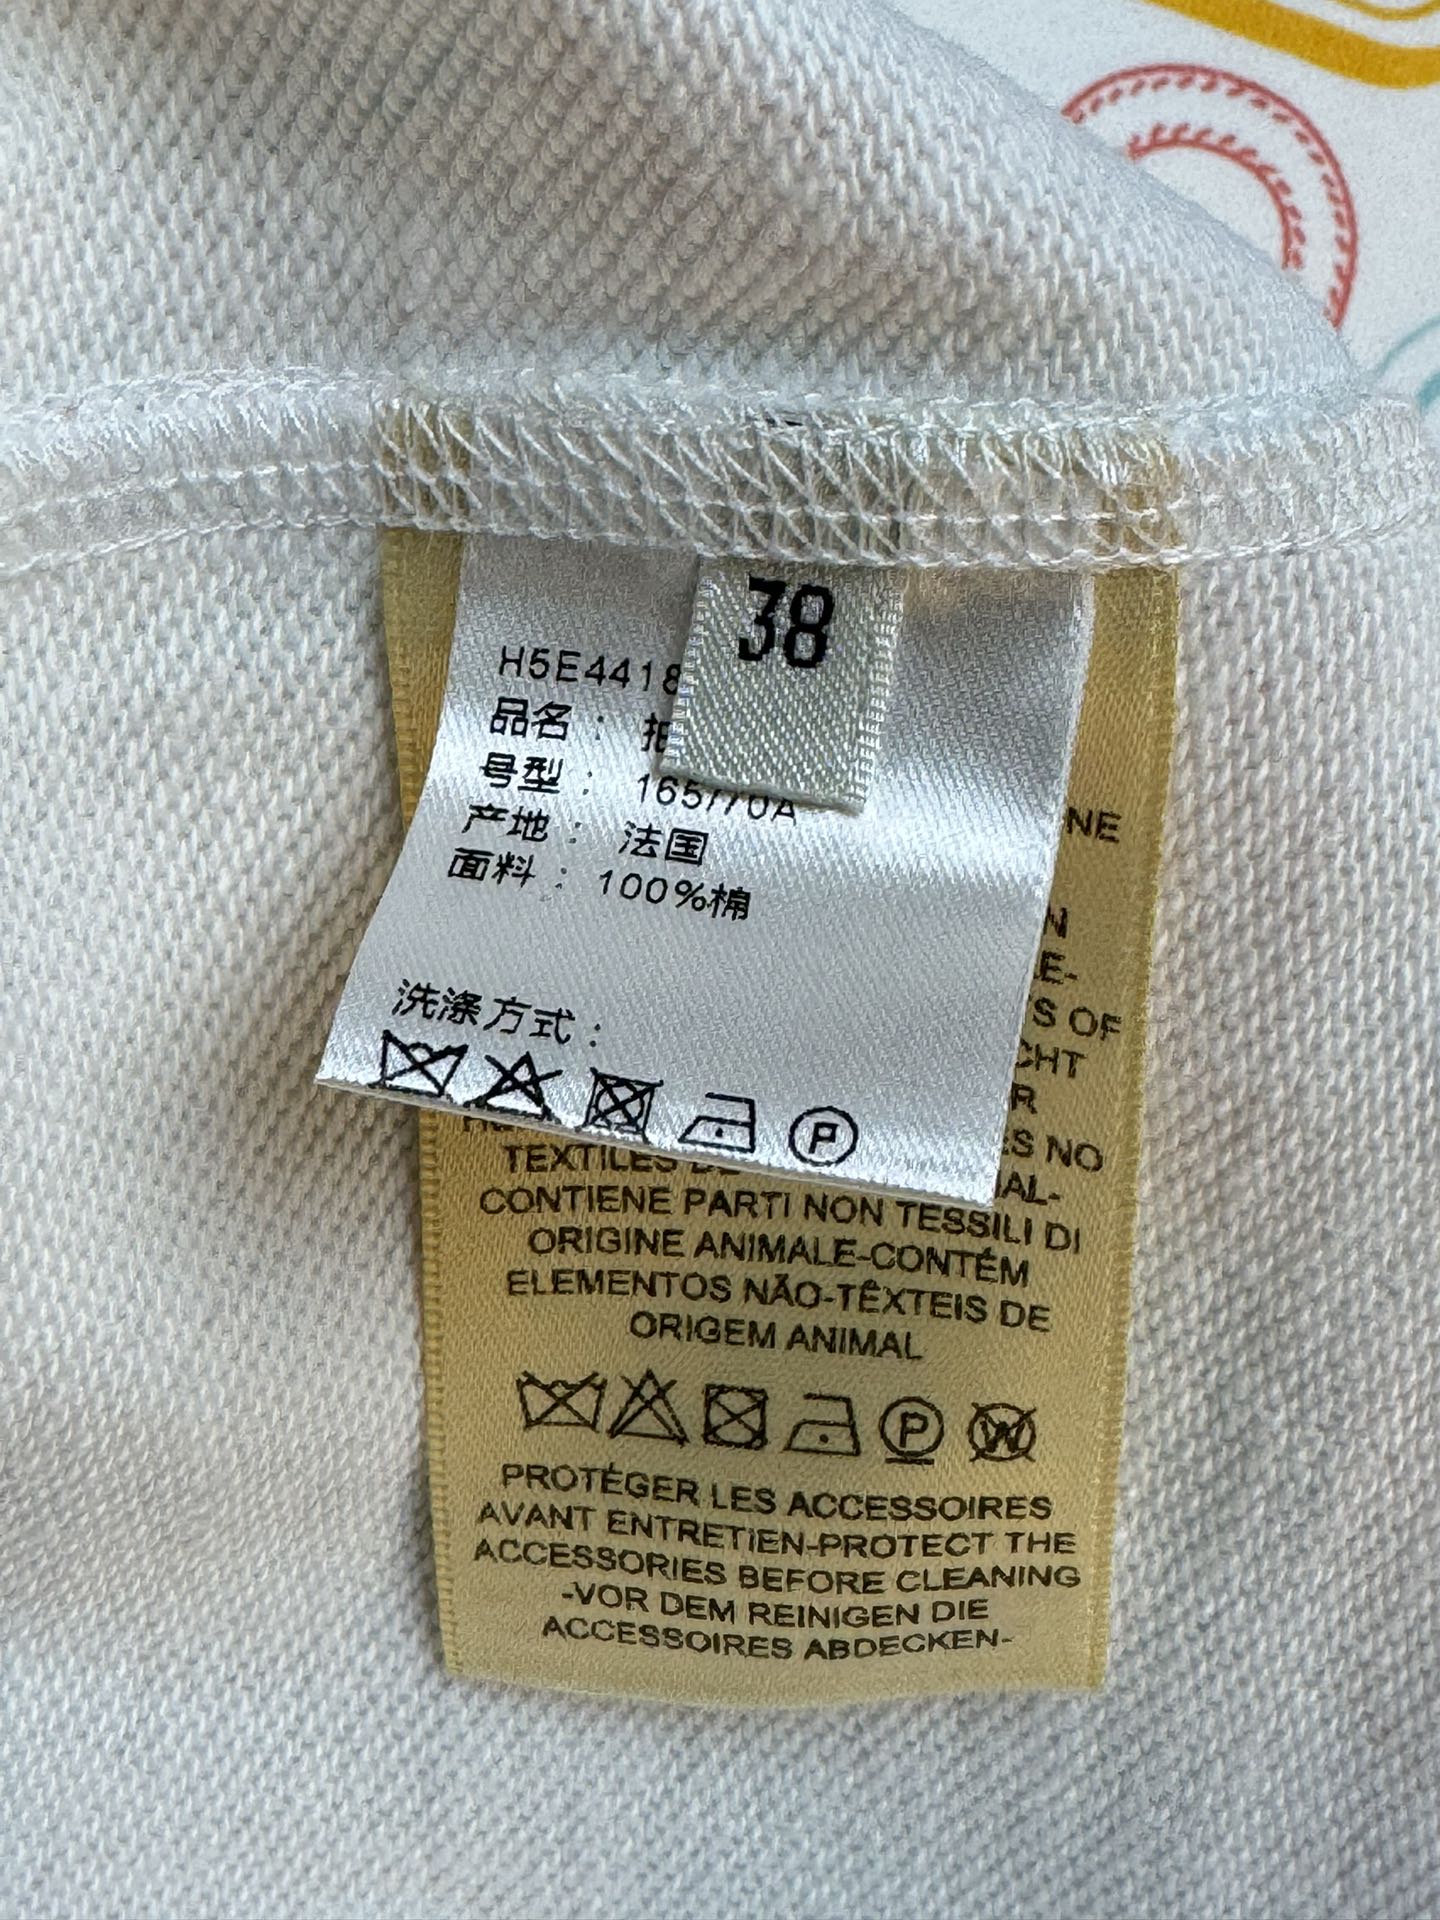 38
H5E4418
品名：
号型：165/70A
产地：法国
面料：100%棉
洗涤方式：
P
NE
N
E-
S OF
CHT
R
ES NO
TEXTILES
AL-
CONTIENE PARTI NON TESSILI DI
ORIGINE ANIMALE-CONTÉM
ELEMENTOS NÃO-TÊXTEIS DE
ORIGEM ANIMAL
P W
PROTÉGER LES ACCESSOIRES
AVANT ENTRETIEN-PROTECT THE
ACCESSORIES BEFORE CLEANING
-VOR DEM REINIGEN DIE
ACCESSOIRES ABDECKEN-